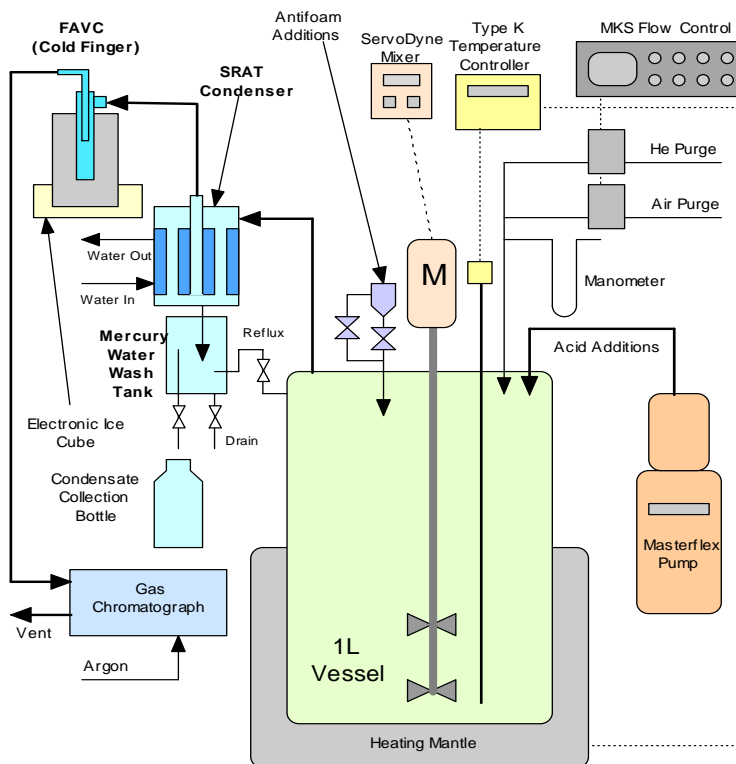 FAVC
(Cold Finger)
SRAT
Condenser
Antifoam
Additions
ServoDyne
Mixer
Type K
Temperature
Controller
MKS Flow Control
He Purge
Air Purge
Manometer
Water Out
Water In
M
Mercury
Water
Wash
Tank
Reflux
Acid Additions
Electronic Ice
Cube
Drain
Condensate
Collection
Bottle
Masterflex
Pump
Gas
Chromatograph
Vent
Argon
1L
Vessel
Heating Mantle